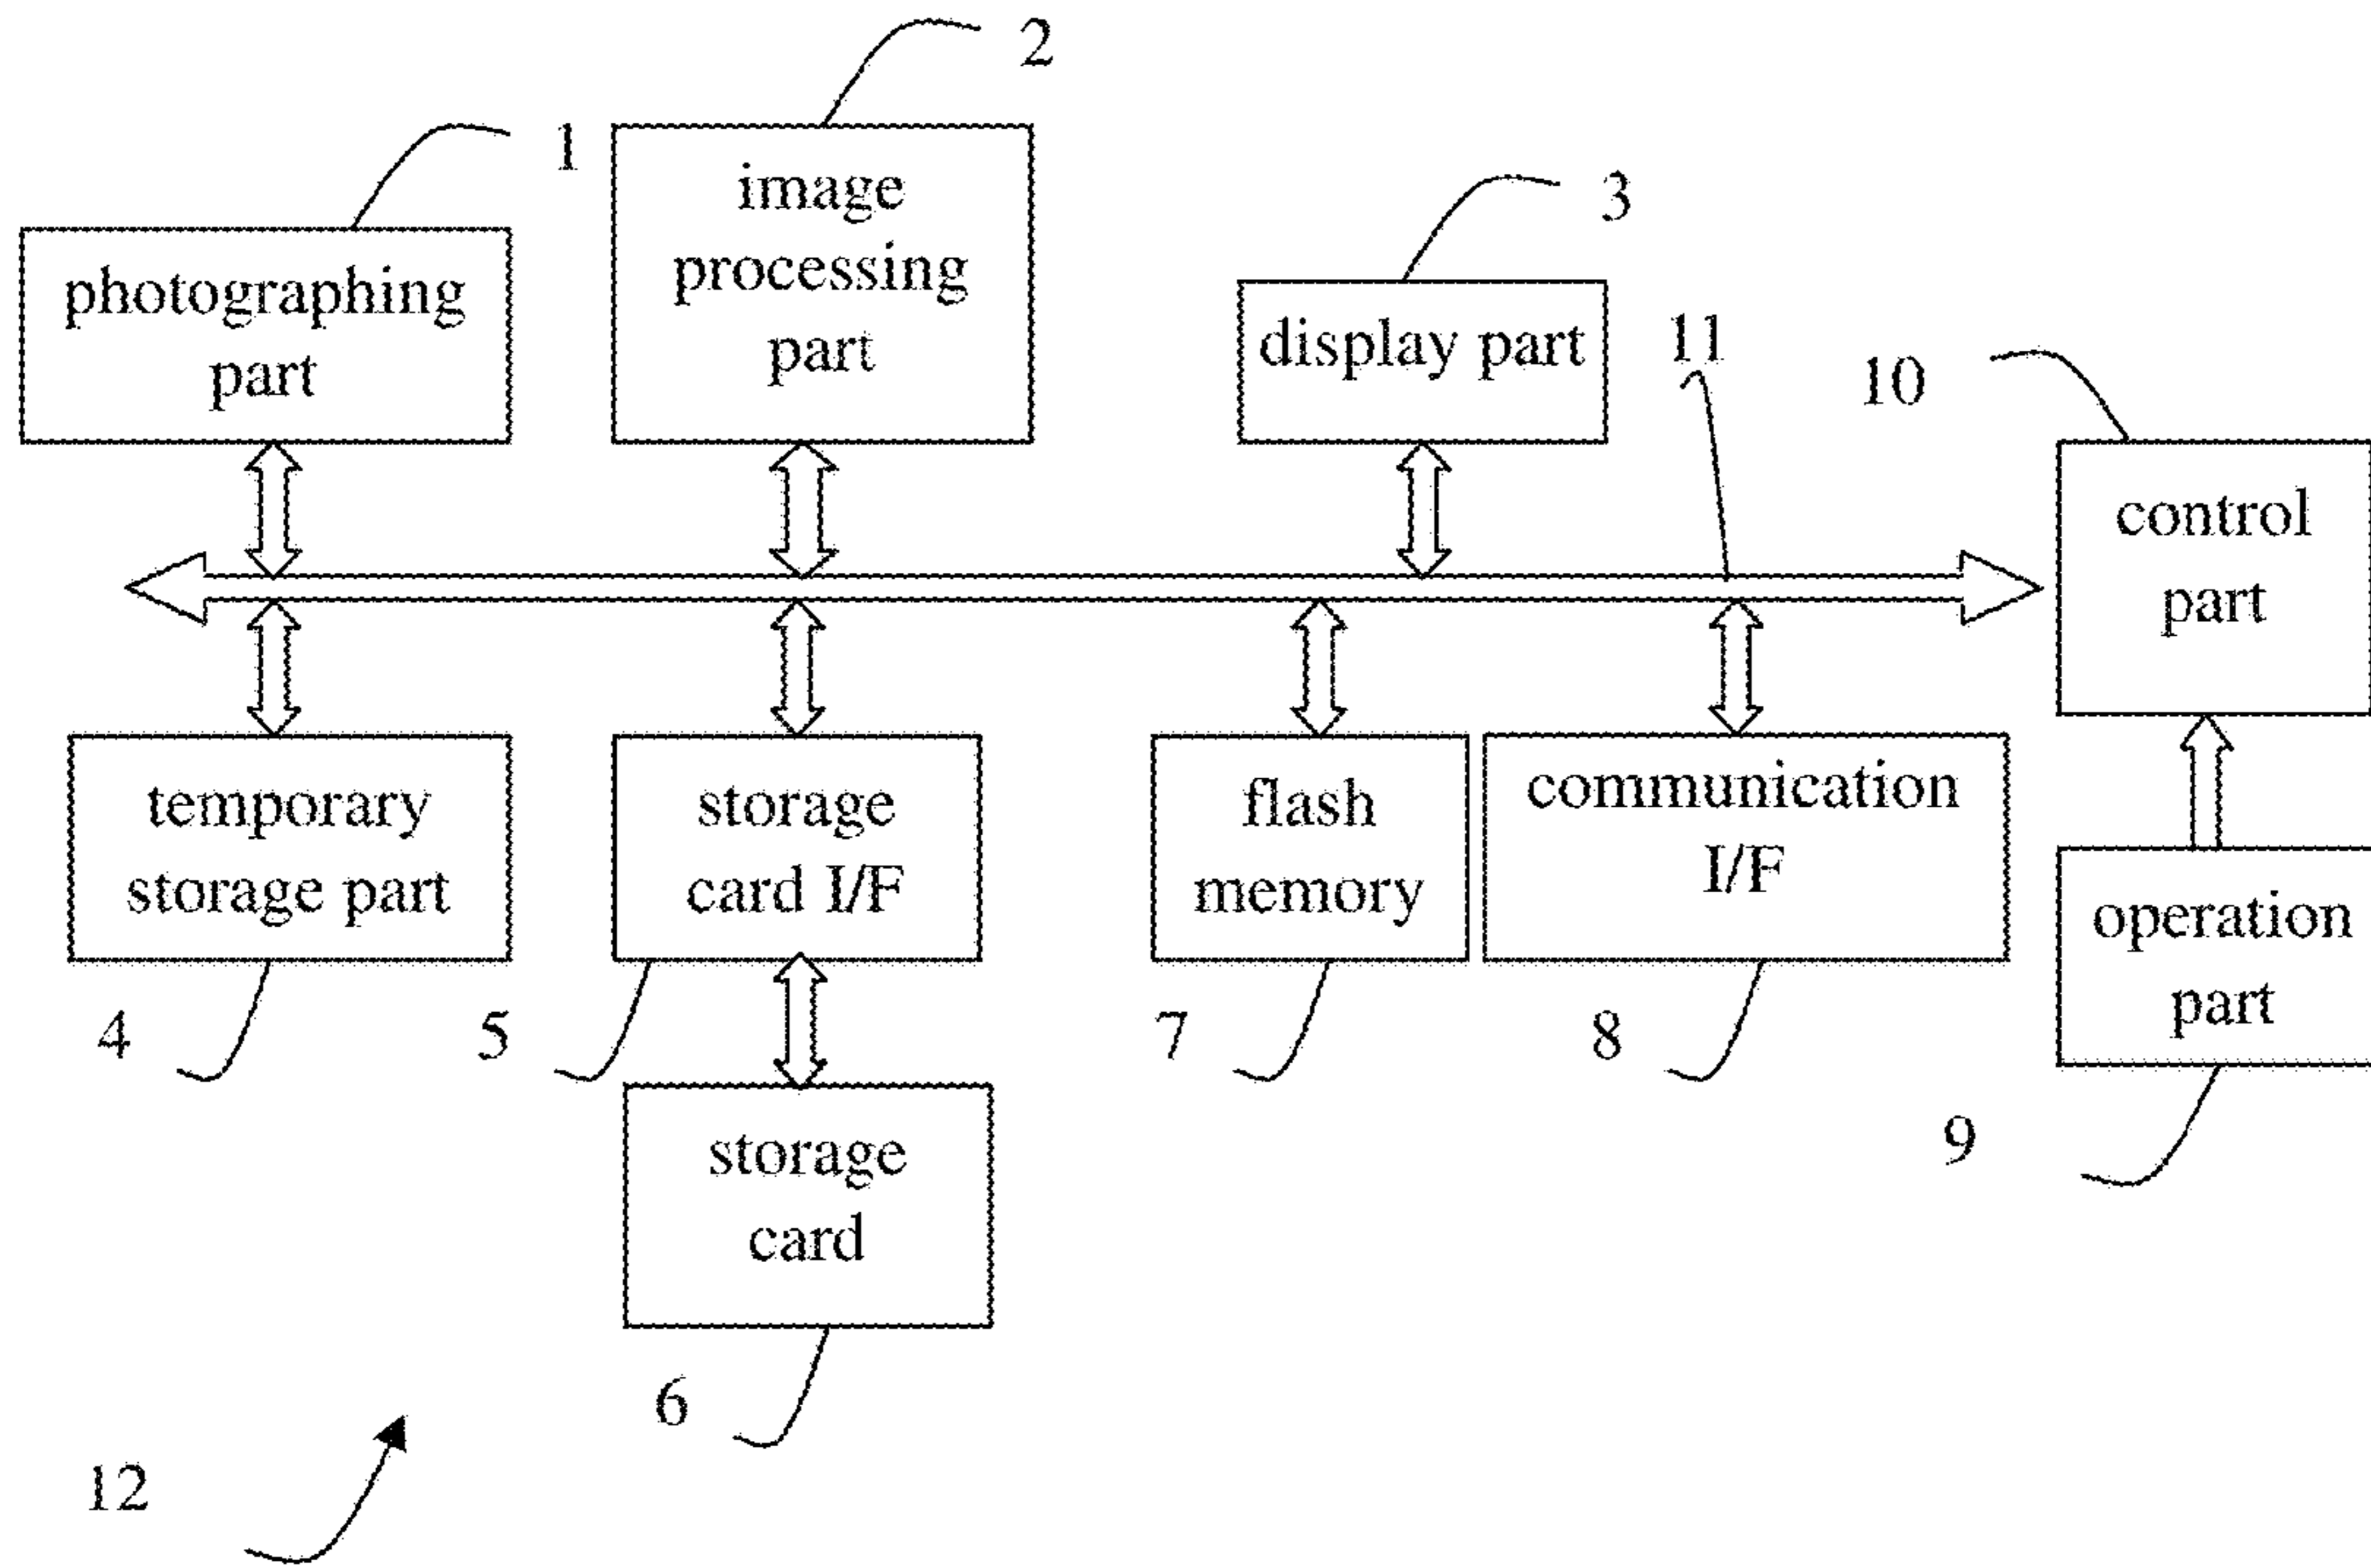 2
1
image
processing
part
3
photographing
part
display part
11
10
control
part
temporary
storage part
storage
card I/F
flash
memory
communication
I/F
operation
part
4
5
7
8
9
storage
card
6
12